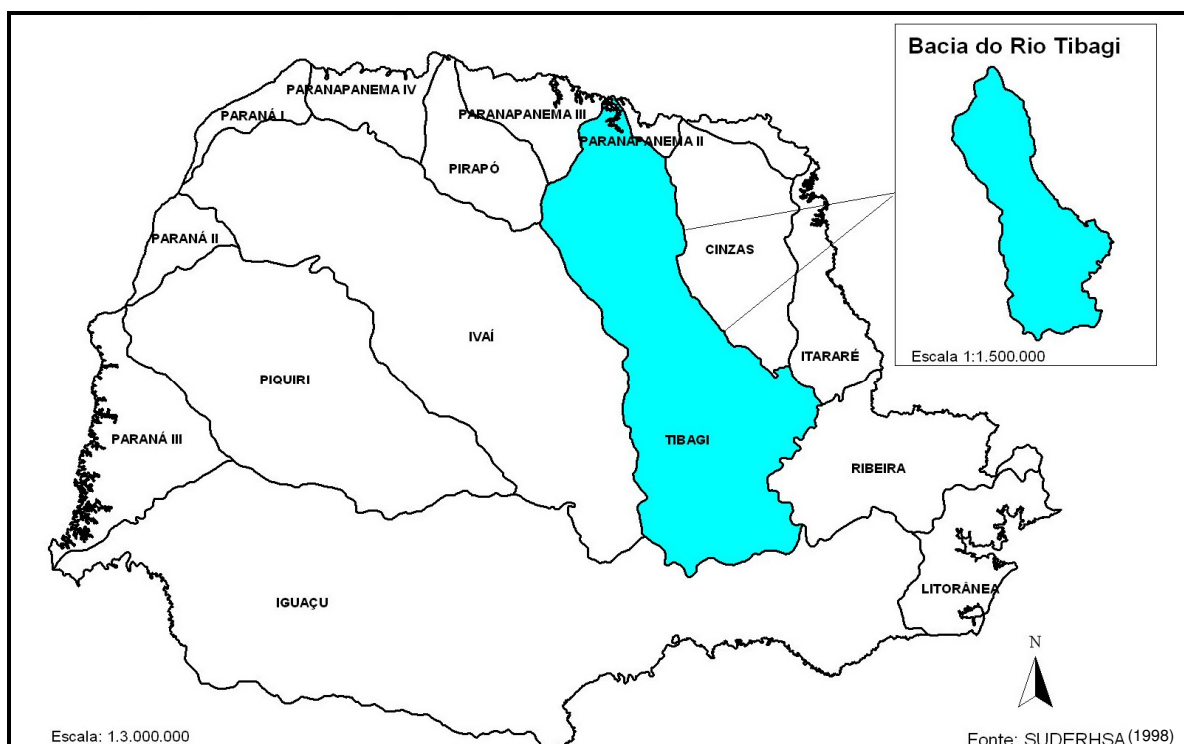 Bacia do Rio Tibagi
PARANAPANEMA IV
PARANÁ I
PARANAPANEMA III
PARANAPANEMA II
PIRAPÓ
PARANÁ II
CINZAS
IVAÍ
ITARARÉ
Escala 1:1.500.000
PIQUIRI
PARANÁ III
TIBAGI
RIBEIRA
LITORÂNEA
IGUAÇU
N
Escala: 1.3.000.000
Fonte: SUDERHSA (1998)